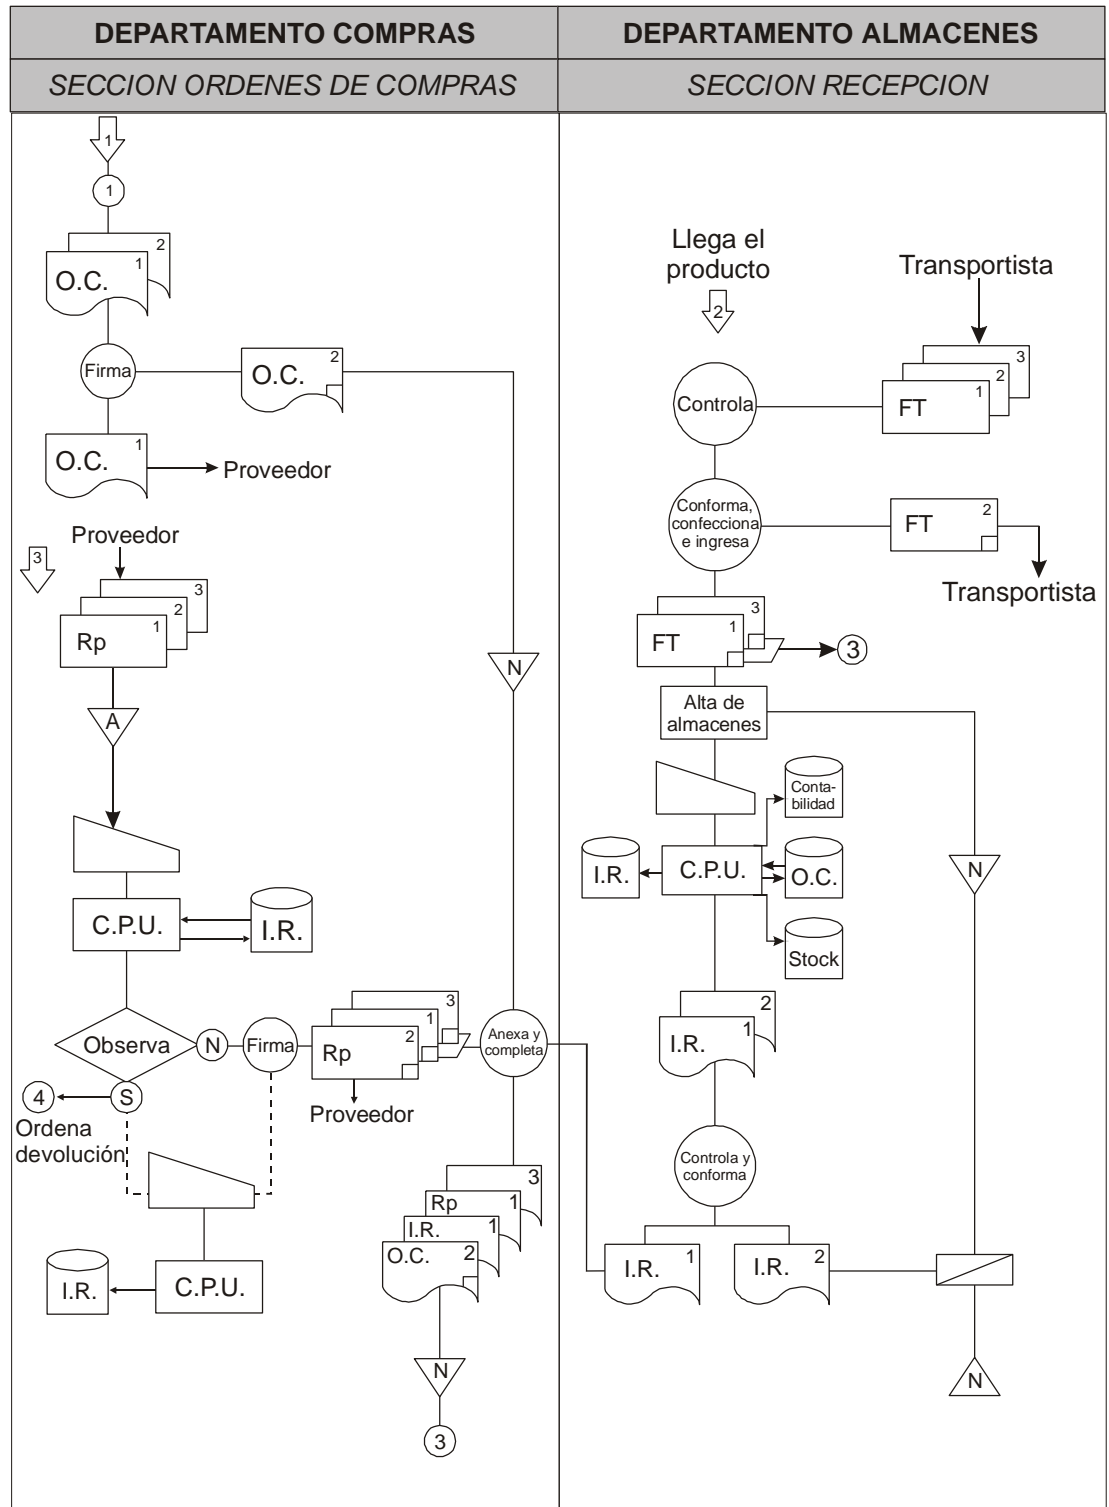 DEPARTAMENTO COMPRAS
SECCION ORDENES DE COMPRAS
1
1
2
1
O.C.
Firma
2
O.C.
1
O.C.
Proveedor
Proveedor
3
3
2
1
Rp
N
A
C.P.U.
I.R.
Observa
N
Firma
3
1
2
Rp
Anexa y
completa
4
S
Proveedor
Ordena
devolución
3
Rp
1
I.R.
1
O.C.
2
I.R.
C.P.U.
N
3
DEPARTAMENTO ALMACENES
SECCION RECEPCION
Llega el
producto
Transportista
2
3
2
1
FT
Controla
Conforma,
confecciona
e ingresa
2
FT
Transportista
3
1
FT
3
Alta de
almacenes
Conta-
bilidad
I.R.
C.P.U.
O.C.
N
Stock
2
1
I.R.
Controla y
conforma
I.R.
1
I.R.
2
N